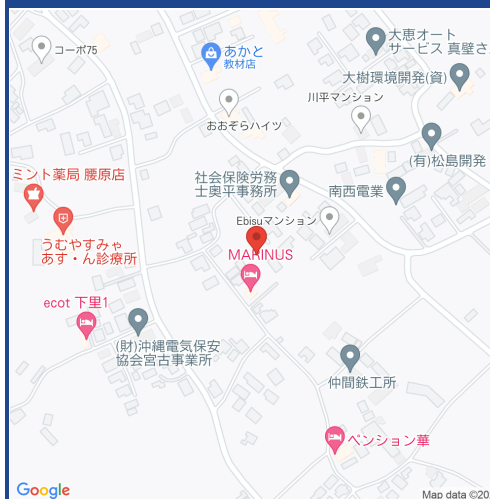 大恵オート
サービス 真壁さ
コーポ75
あかと
教材店
大樹環境開発(資)
川平マンション
おおぞらハイツ
(有)松島開発
ミント薬局 腰原店
社会保険労務
士奥平事務所
南西電業
Ebisuマンション
うむやすみゃ
あす・ん診療所
MARINUS
ecot 下里1
(財)沖縄電気保安
協会宮古事業所
仲間鉄工所
ペンション華
Google
Map data ©20